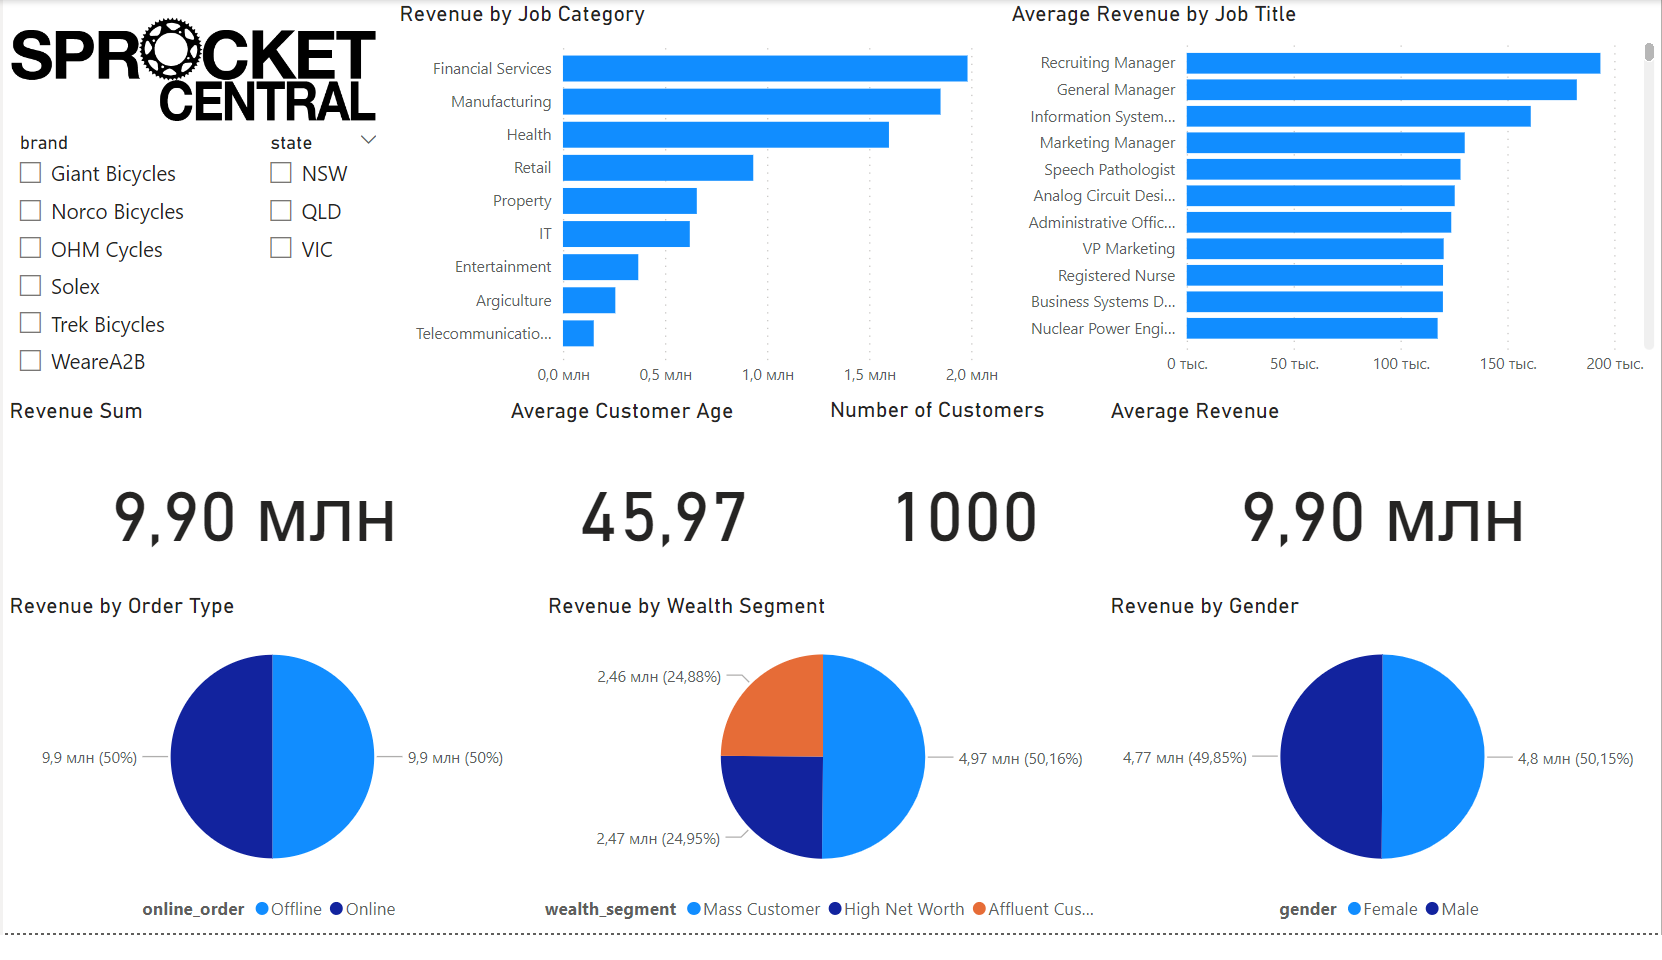 SPROCKET
CENTRAL
brand
Giant Bicycles
Norco Bicycles
OHM Cycles
Solex
Trek Bicycles
WeareA2B
state
NSW
QLD
VIC
Revenue by Job Category
Financial Services
Manufacturing
Health
Retail
Property
IT
Entertainment
Argiculture
Telecommunicatio...
0,0 млн 0,5 млн 1,0 млн 1,5 млн 2,0 млн
Average Revenue by Job Title
Recruiting Manager
General Manager
Information System...
Marketing Manager
Speech Pathologist
Analog Circuit Desi...
Administrative Offic...
VP Marketing
Registered Nurse
Business Systems D...
Nuclear Power Engi...
0 тыс. 50 тыс. 100 тыс. 150 тыс. 200 тыс.
Revenue Sum
9,90 млн
Average Customer Age
45,97
Number of Customers
1000
Average Revenue
9,90 млн
Revenue by Order Type
9,9 млн (50%) 9,9 млн (50%)
online_order Offline Online
Revenue by Wealth Segment
2,46 млн (24,88%)
4,97 млн (50,16%)
2,47 млн (24,95%)
wealth_segment Mass Customer High Net Worth Affluent Cus...
Revenue by Gender
4,77 млн (49,85%) 4,8 млн (50,15%)
gender Female Male